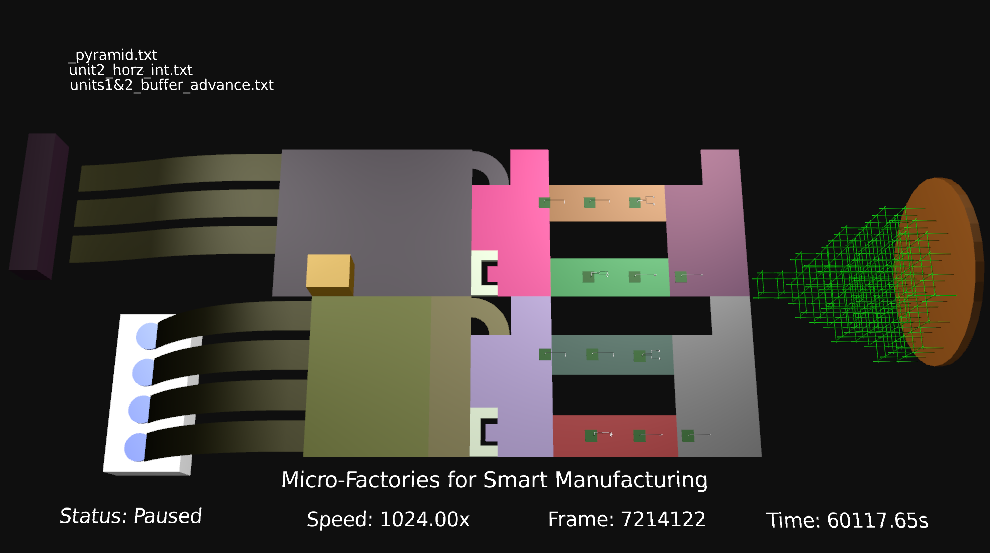 _pyramid.txt
unit2_horz_int.txt
units1&2_buffer_advance.txt
Micro-Factories for Smart Manufacturing
Status: Paused
Speed: 1024.00x
Frame: 7214122
Time: 60117.65s